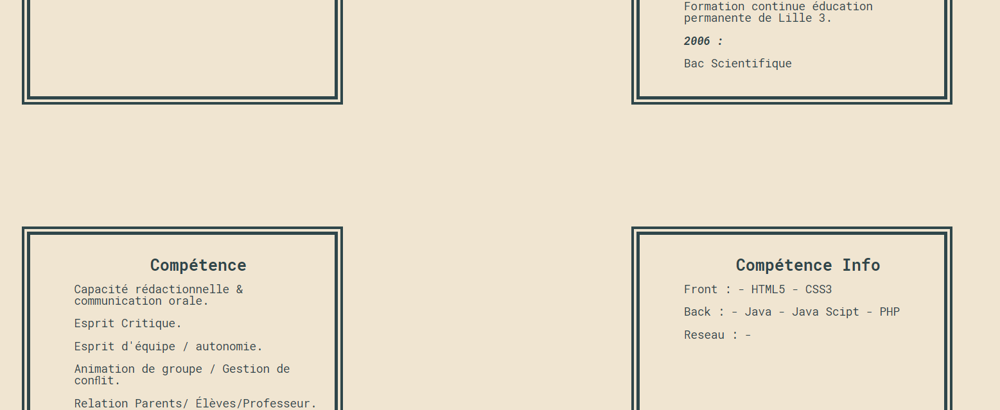 Formation continue éducation
permanente de Lille 3.
2006 :
Bac Scientifique
Compétence
Capacité rédactionnelle &
communication orale.
Esprit Critique.
Esprit d'équipe / autonomie.
Animation de groupe / Gestion de
conflit.
Relation Parents/ Élèves/Professeur.
Compétence Info
Front : - HTML5 - CSS3
Back : - Java - Java Scipt - PHP
Reseau : -